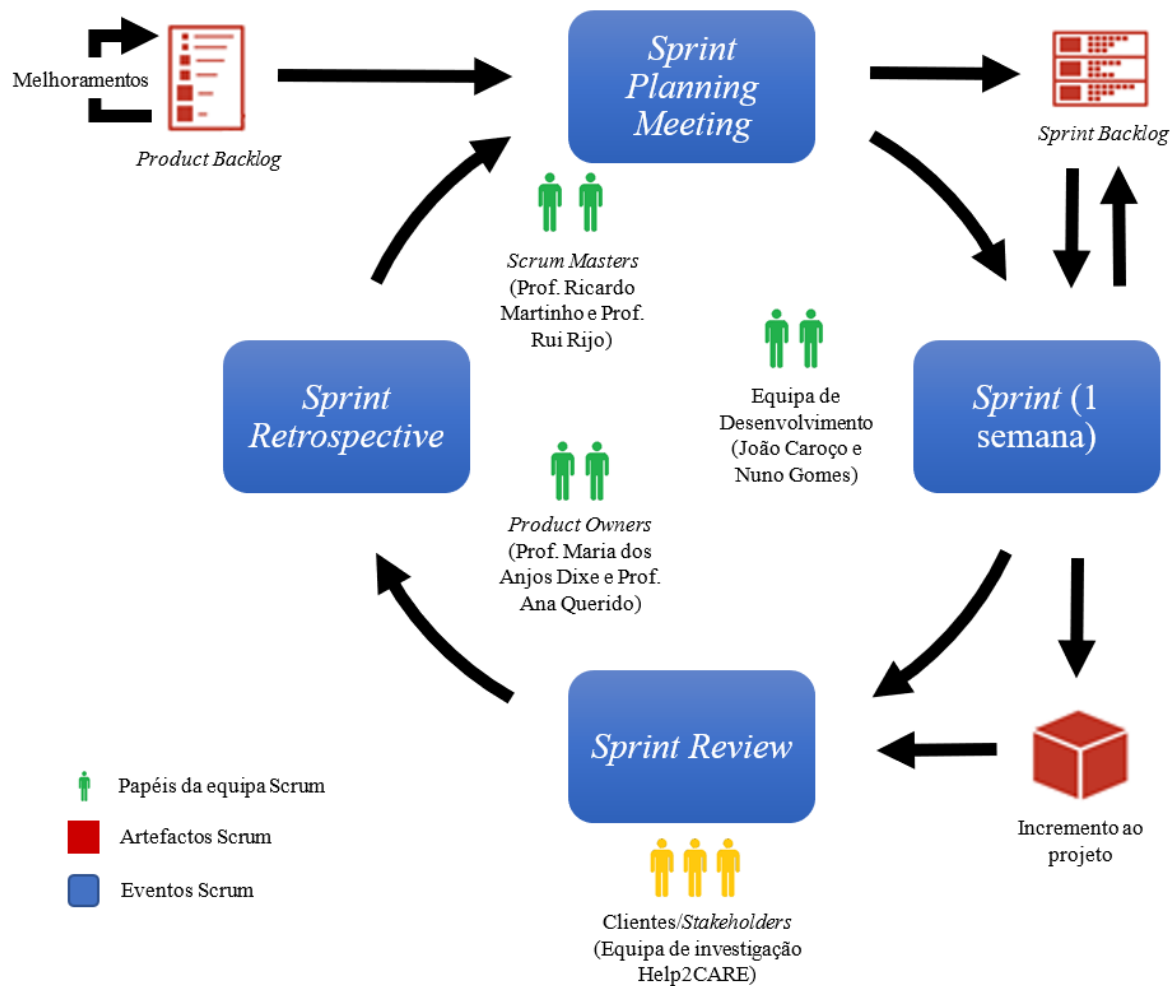 Melhoramentos
Product Backlog
Sprint
Planning
Meeting
Sprint Backlog
Scrum Masters
(Prof. Ricardo
Martinho e Prof.
Rui Rijo)
Equipa de
Desenvolvimento
(João Caroço e
Nuno Gomes)
Sprint
Retrospective
Sprint (1
semana)
Product Owners
(Prof. Maria dos
Anjos Dixe e Prof.
Ana Querido)
Sprint Review
Incremento ao
projeto
Papéis da equipa Scrum
Artefactos Scrum
Eventos Scrum
Clientes/Stakeholders
(Equipa de investigação
Help2CARE)